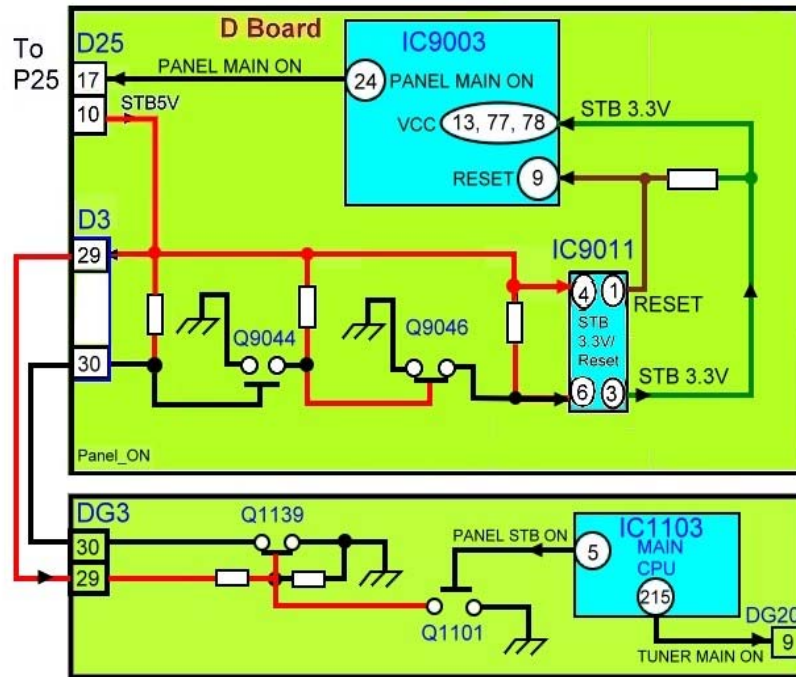 D Board
To
P25
D25
17
10
PANEL MAIN ON
STB5V
IC9003
24 PANEL MAIN ON
VCC 13, 77, 78
RESET 9
STB 3.3V
D3
29
30
Q9044
Q9046
IC9011
4 1
STB
3.3V/
Reset
6 3
RESET
STB 3.3V
Panel_ON
DG3
30
29
Q1139
Q1101
PANEL STB ON
IC1103
5
MAIN
CPU
215
TUNER MAIN ON
DG20
9